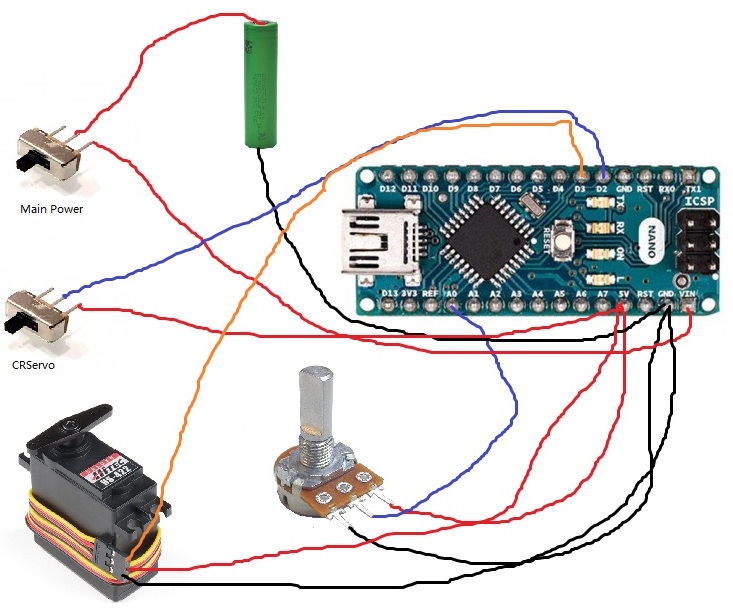 Main Power
D12 D11 D10 D9 D8 D7 D6 D5 D4 D3 D2 GND RST RX0 TX1
TX RX ON L
RESET
NANO
ICSP
D13 3V3 REF A0 A1 A2 A3 A4 A5 A6 A7 5V RST GND VIN
CRServo
HITEC
HS-422